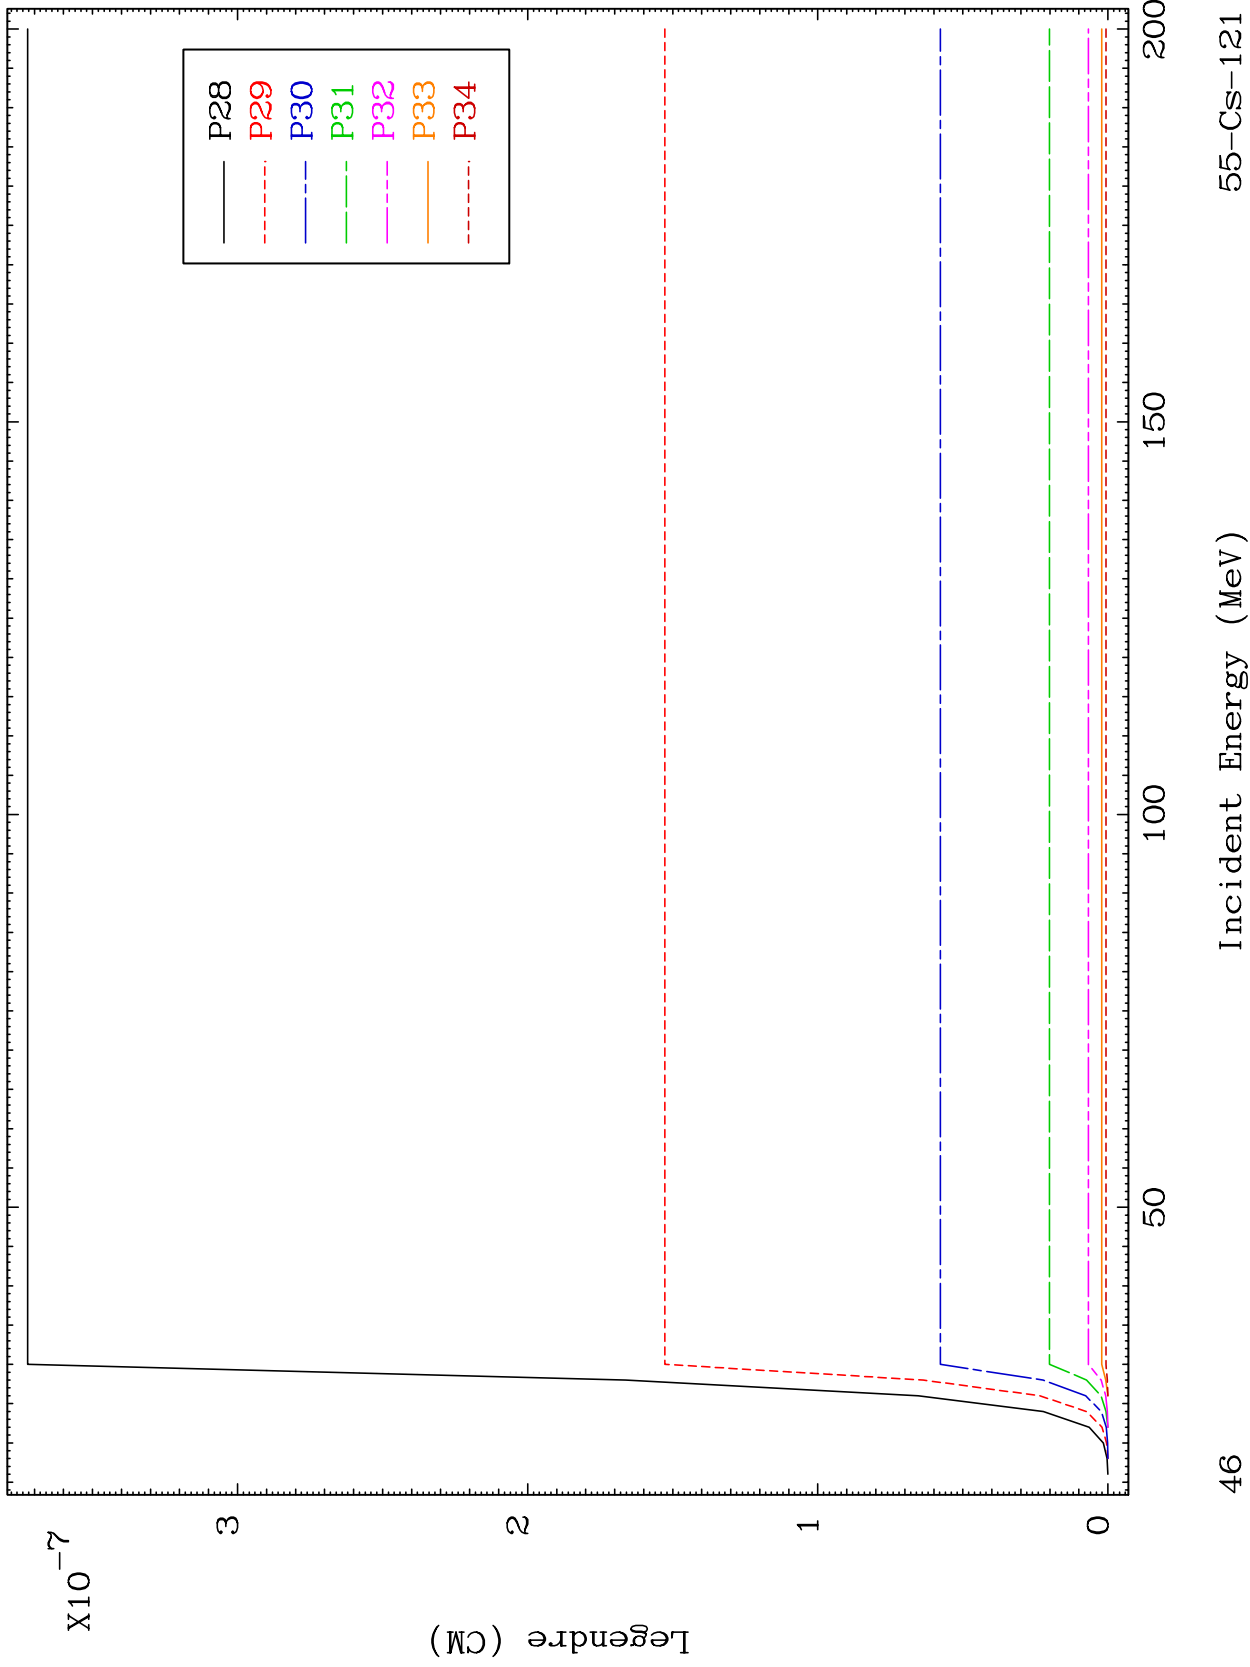 X10-7
3
2
1
0
Legendre (CM)
P28
P29
P30
P31
P32
P33
P34
50
100
150
200
Incident Energy (MeV)
46
55-Cs-121